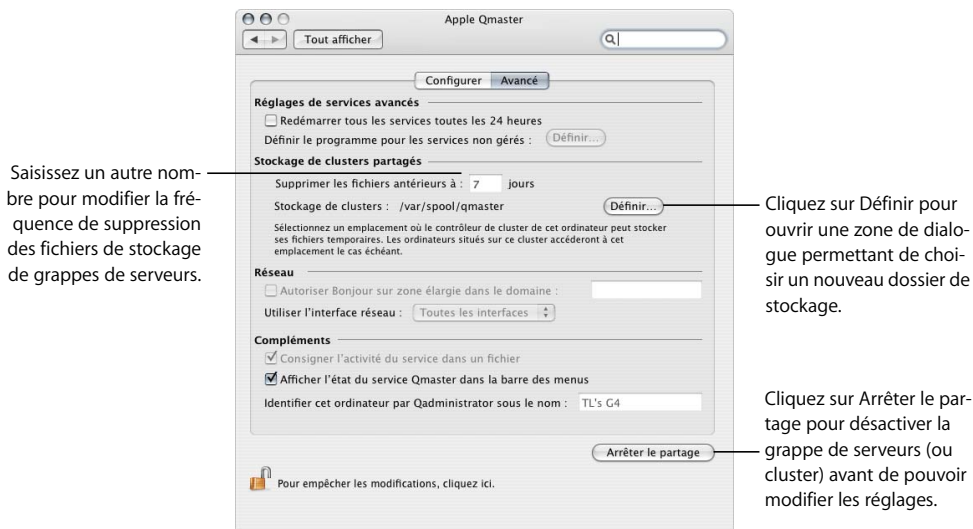 Apple Qmaster
Tout afficher
Configurer Avancé
Réglages de services avancés
Redémarrer tous les services toutes les 24 heures
Définir le programme pour les services non gérés : Définir...
Stockage de clusters partagés
Supprimer les fichiers antérieurs à : 7 jours
Stockage de clusters : /var/spool/qmaster Définir...
Sélectionnez un emplacement où le contrôleur de cluster de cet ordinateur peut stocker
ses fichiers temporaires. Les ordinateurs situés sur ce cluster accéderont à cet
emplacement le cas échéant.
Réseau
Autoriser Bonjour sur zone élargie dans le domaine :
Utiliser l'interface réseau : Toutes les interfaces
Compléments
Consigner l'activité du service dans un fichier
Afficher l'état du service Qmaster dans la barre des menus
Identifier cet ordinateur par Qadministrator sous le nom : TL's G4
Arrêter le partage
Pour empêcher les modifications, cliquez ici.
Saisissez un autre nom-
bre pour modifier la fré-
quence de suppression
des fichiers de stockage
de grappes de serveurs.
Cliquez sur Définir pour
ouvrir une zone de dialo-
gue permettant de choi-
sir un nouveau dossier de
stockage.
Cliquez sur Arrêter le par-
tage pour désactiver la
grappe de serveurs (ou
cluster) avant de pouvoir
modifier les réglages.